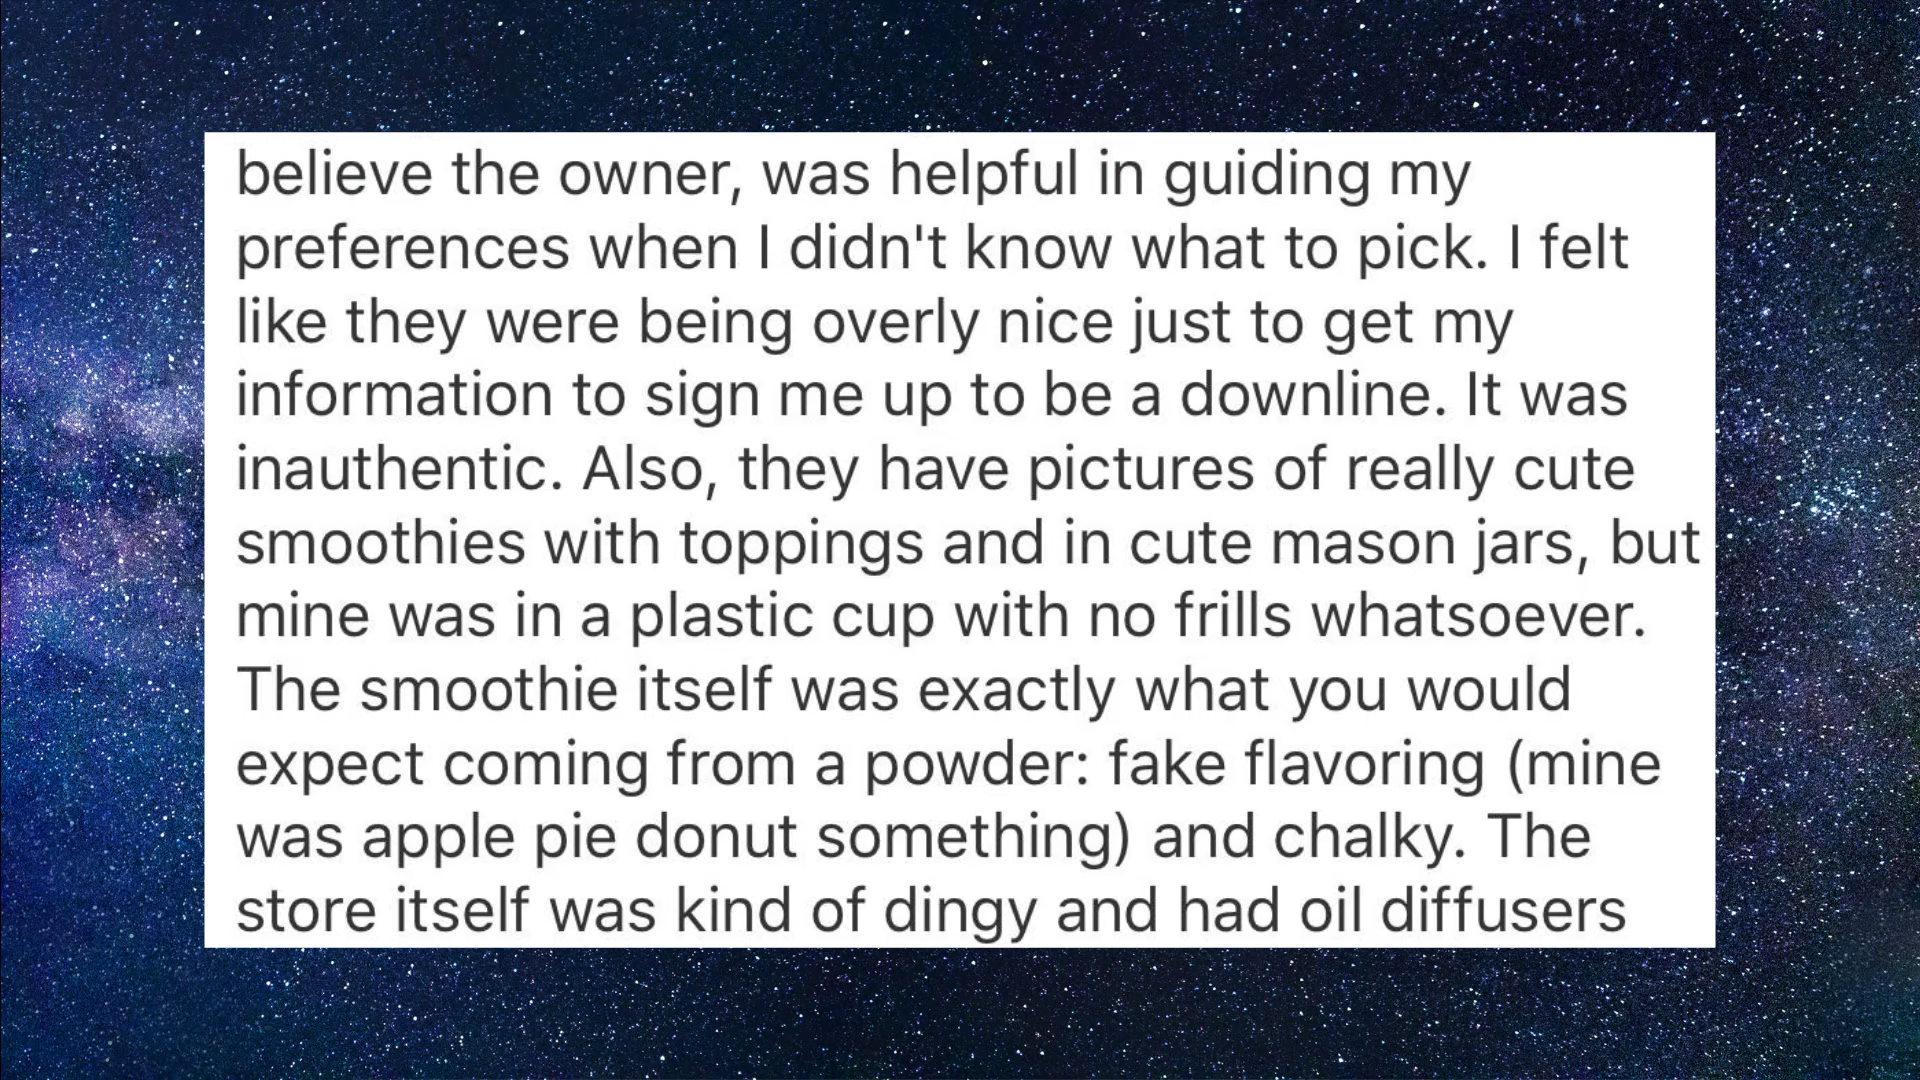 believe the owner, was helpful in guiding my
preferences when I didn't know what to pick. I felt
like they were being overly nice just to get my
information to sign me up to be a downline. It was
inauthentic. Also, they have pictures of really cute
smoothies with toppings and in cute mason jars, but
mine was in a plastic cup with no frills whatsoever.
The smoothie itself was exactly what you would
expect coming from a powder: fake flavoring (mine
was apple pie donut something) and chalky. The
store itself was kind of dingy and had oil diffusers